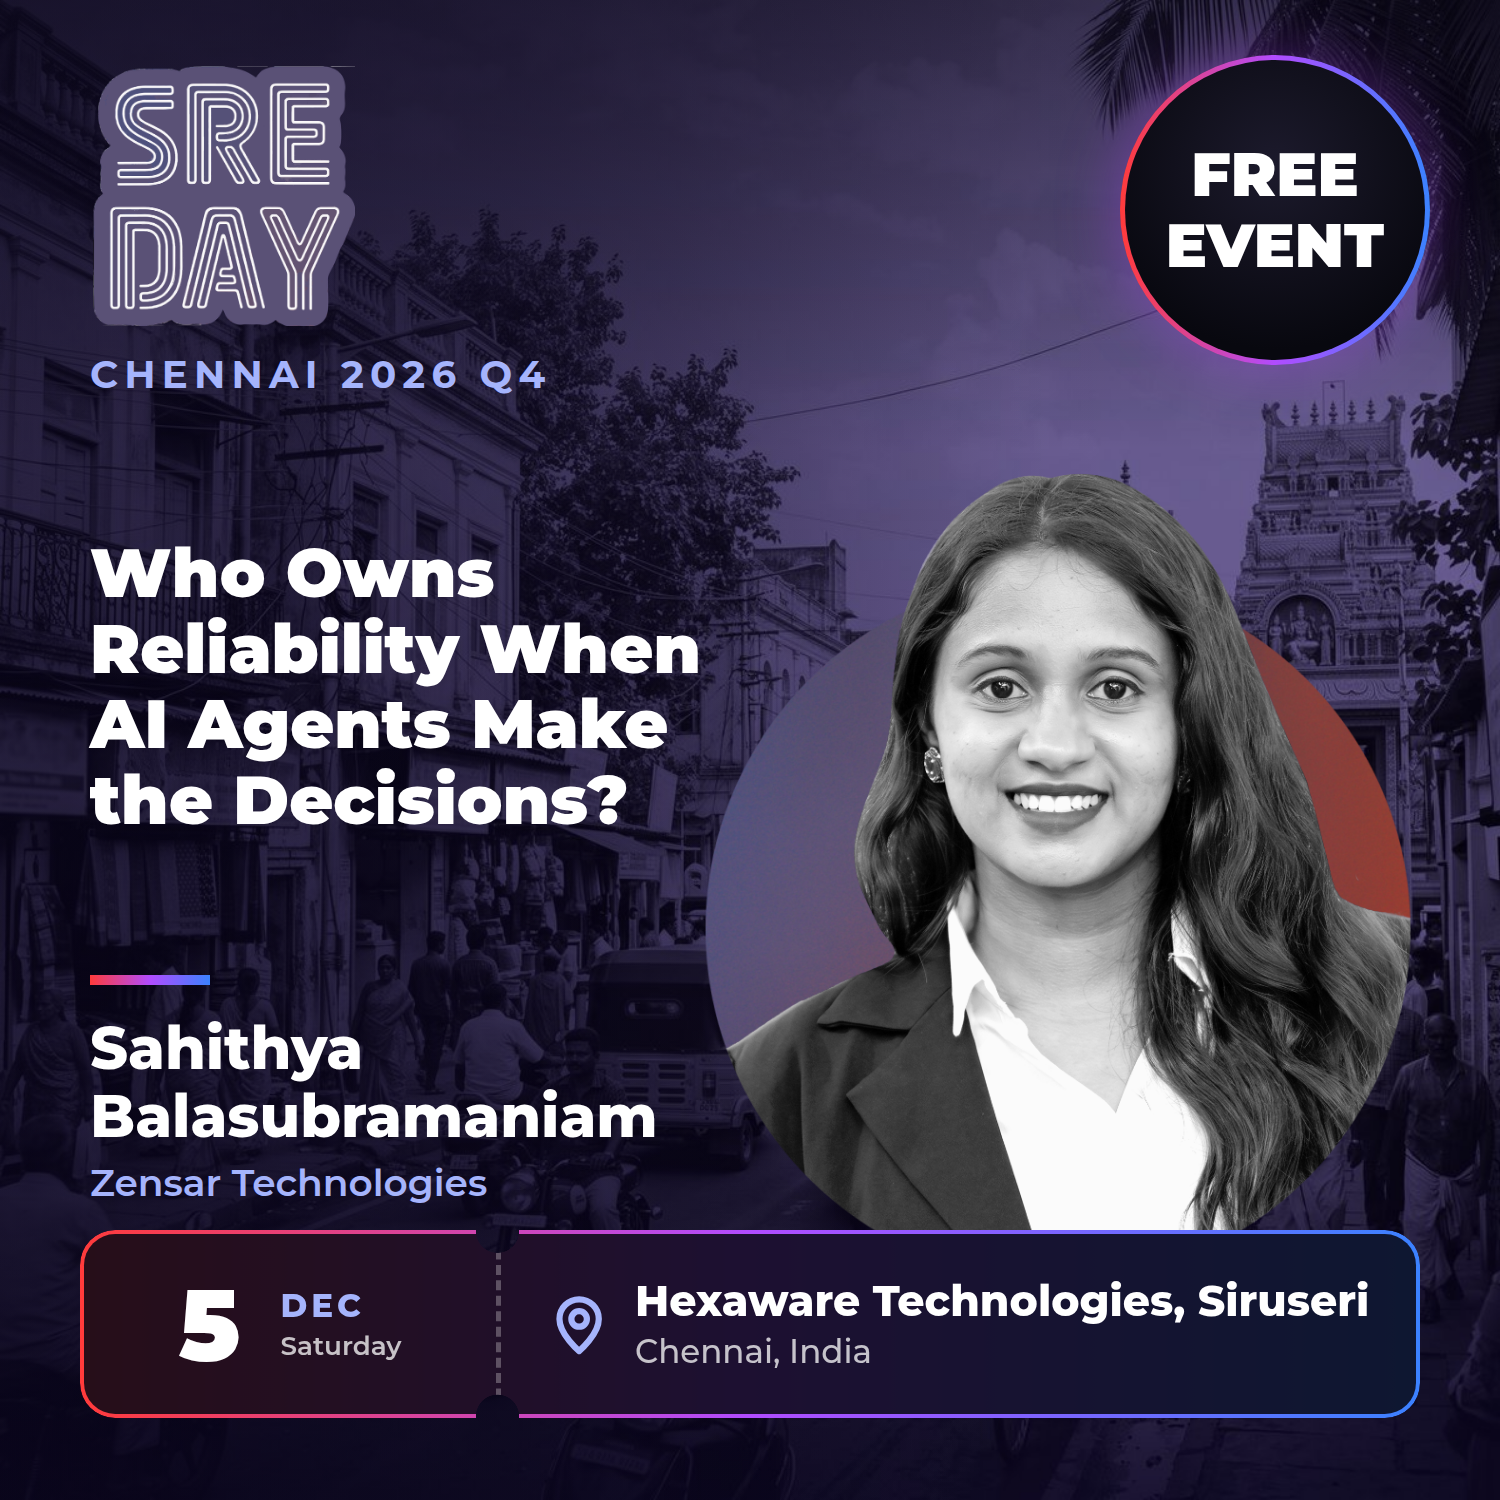 SRE
DAY
CHENNAI 2026 Q4
FREE
EVENT
Who Owns
Reliability When
AI Agents Make
the Decisions?
Sahithya
Balasubramaniam
Zensar Technologies
5
DEC
Saturday
Hexaware Technologies, Siruseri
Chennai, India